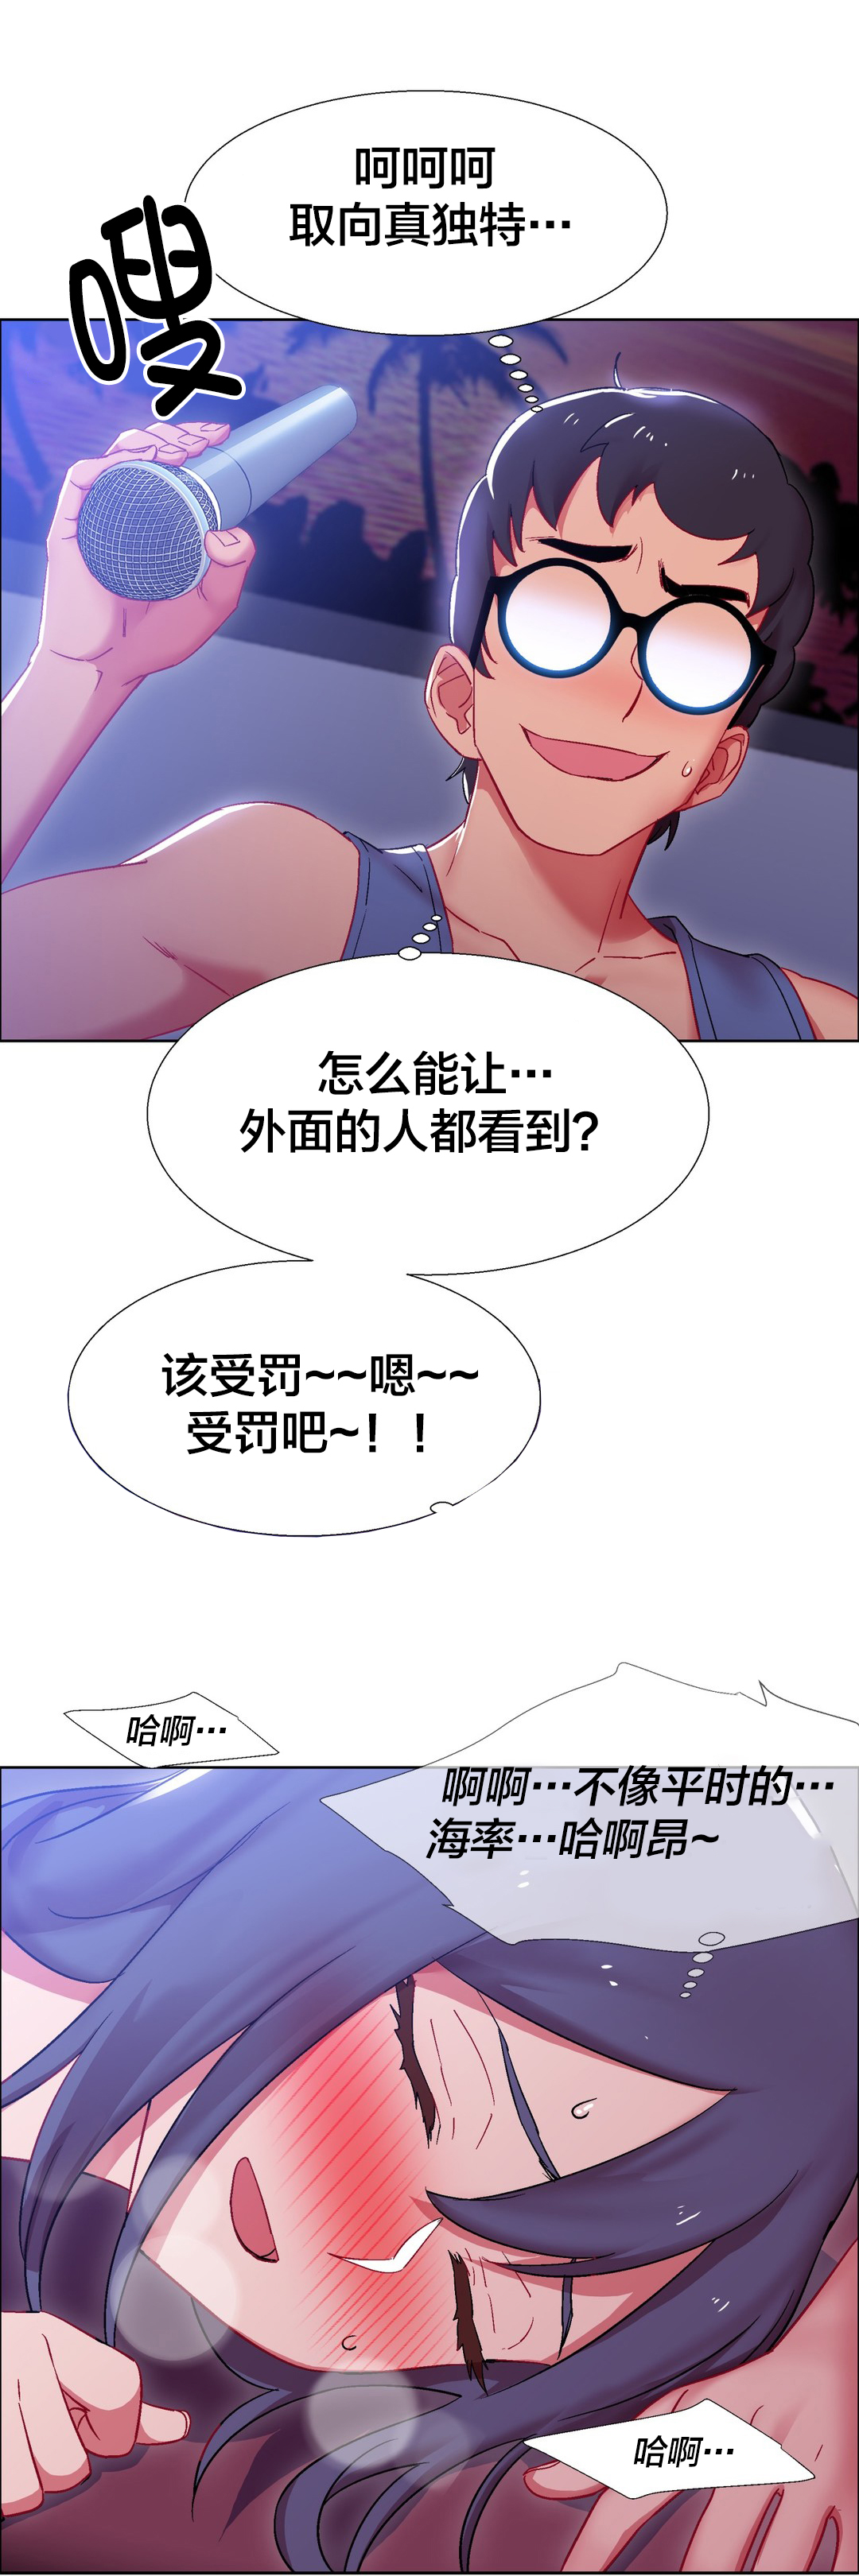 呵呵呵
取向真独特…
嗖
怎么能让…
外面的人都看到?
该受罚~~嗯~~
受罚吧~!!
哈啊…
啊啊…不像平时的…
海率…哈啊昂~
哈啊…